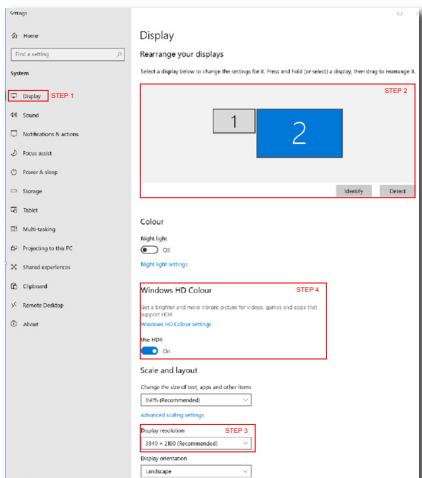 Settings
Home
Find a setting
System
Display
STEP 1
Sound
Notifications & actions
Focus assist
Power & sleep
Storage
Tablet
Multi-tasking
Projecting to this PC
Shared experiences
Clipboard
Remote Desktop
About
Display
Rearrange your displays
Select a display below to change the settings for it. Press and hold (or select) a display, then drag to rearrange it.
STEP 2
1
2
Identify
Detect
Colour
Night light
Off
Night light settings
Windows HD Colour
STEP 4
Get a brighter and more vibrant picture for videos, games and apps that
support HDR.
Windows HD Colour settings
Use HDR
On
Scale and layout
Change the size of text, apps and other items
Advanced scaling settings
Display resolution
STEP 3
3840 × 2160 (Recommended)
Display orientation
Landscape